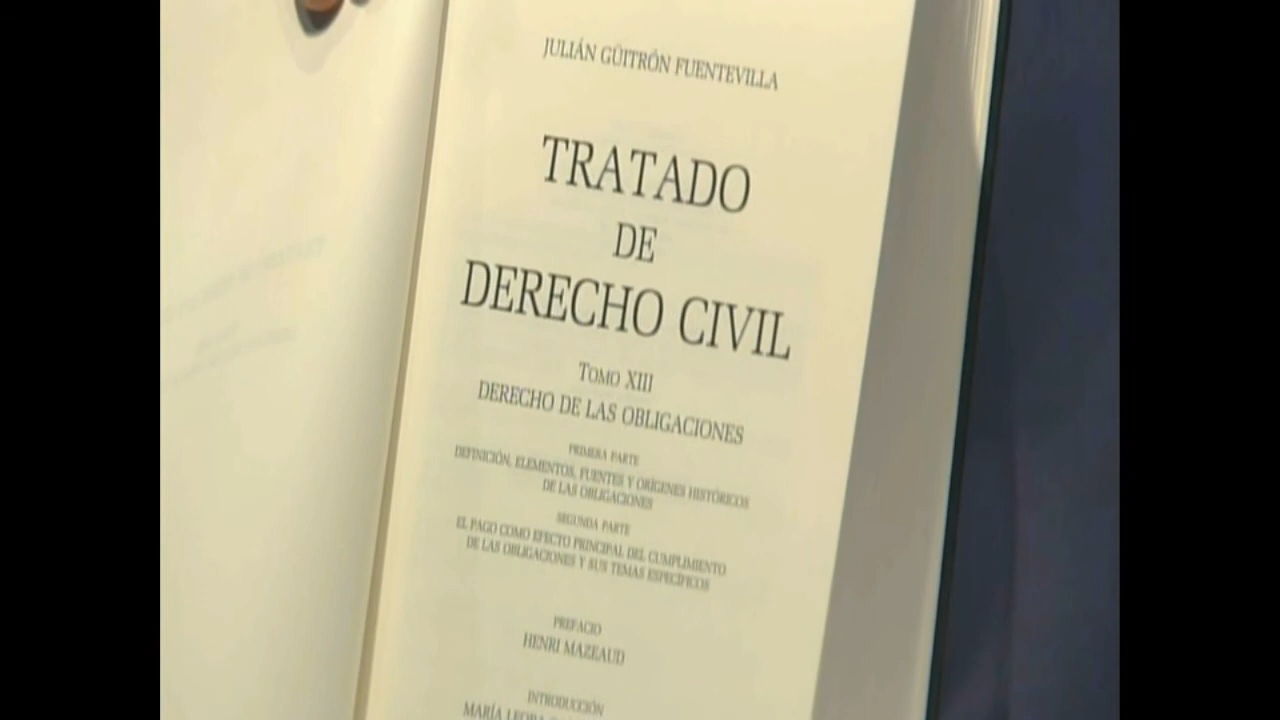 JULIÁN GÜITRÓN FUENTEVILLA
TRATADO
DE
DERECHO CIVIL
TOMO XIII
DERECHO DE LAS OBLIGACIONES
PRIMERA PARTE
DEFINICIÓN, ELEMENTOS, FUENTES Y ORÍGENES HISTÓRICOS
DE LAS OBLIGACIONES
SEGUNDA PARTE
EL PAGO COMO EFECTO PRINCIPAL DEL CUMPLIMIENTO
DE LAS OBLIGACIONES Y SUS TEMAS ESPECÍFICOS
PREFACIO
HENRI MAZEAUD
INTRODUCCIÓN
MARÍA